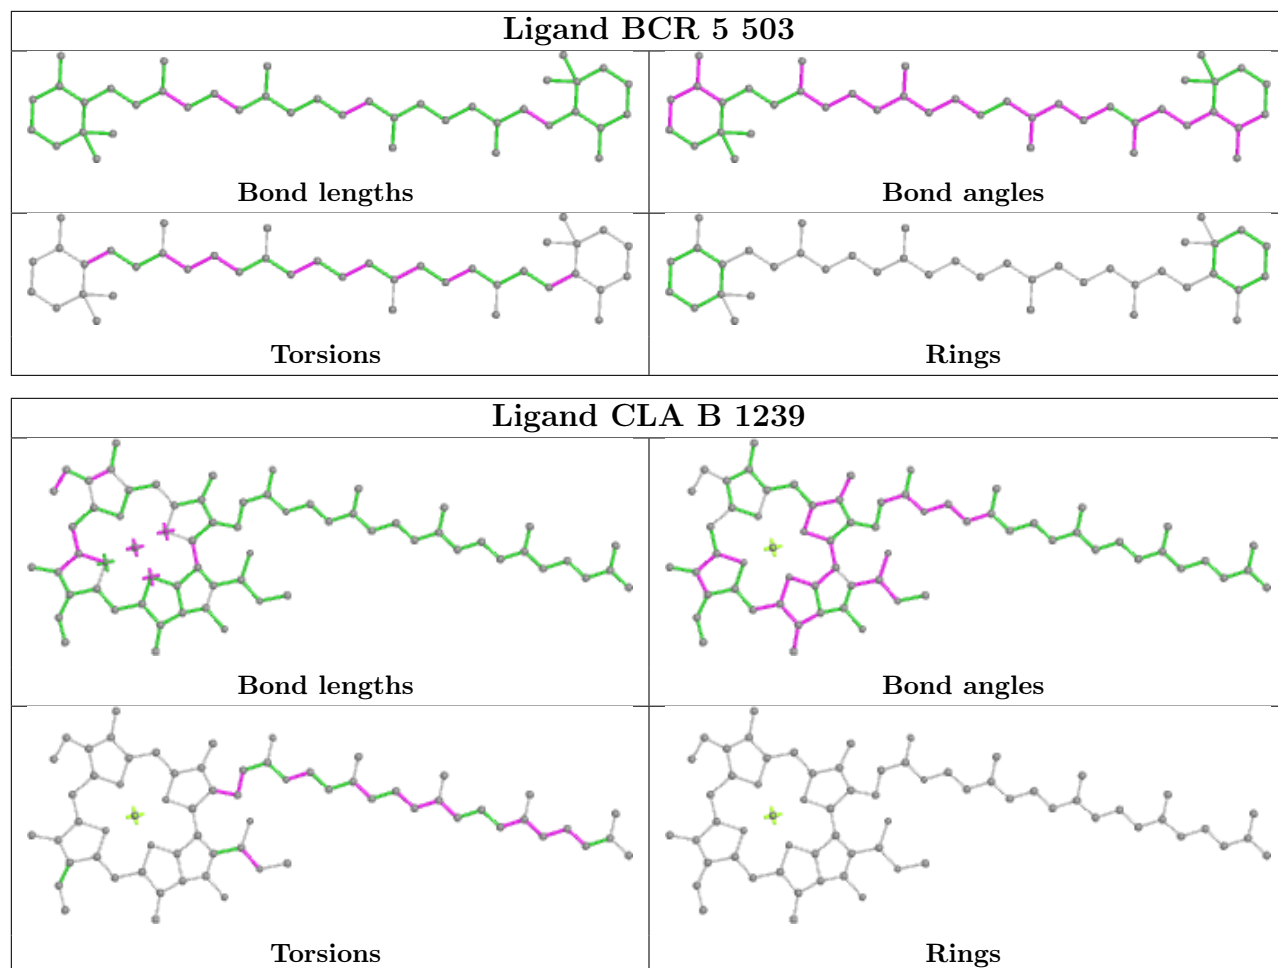 Ligand BCR 5 503
Bond lengths
Bond angles
Torsions
Rings
Ligand CLA B 1239
Bond lengths
Bond angles
Torsions
Rings